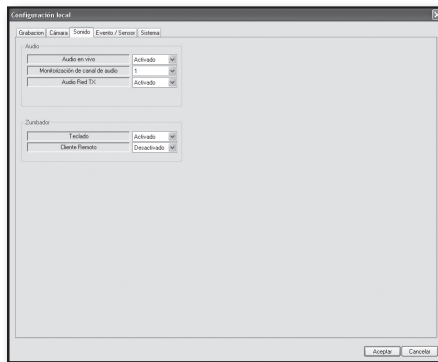 Configuración local
Grabacion Cámara Sonido Evento / Sensor Sistema
Audio
Audio en vivo Activado
Monitorización de canal de audio 1
Audio Red TX Activado
Zumbador
Teclado Activado
Cliente Remoto Desactivado
Aceptar Cancelar